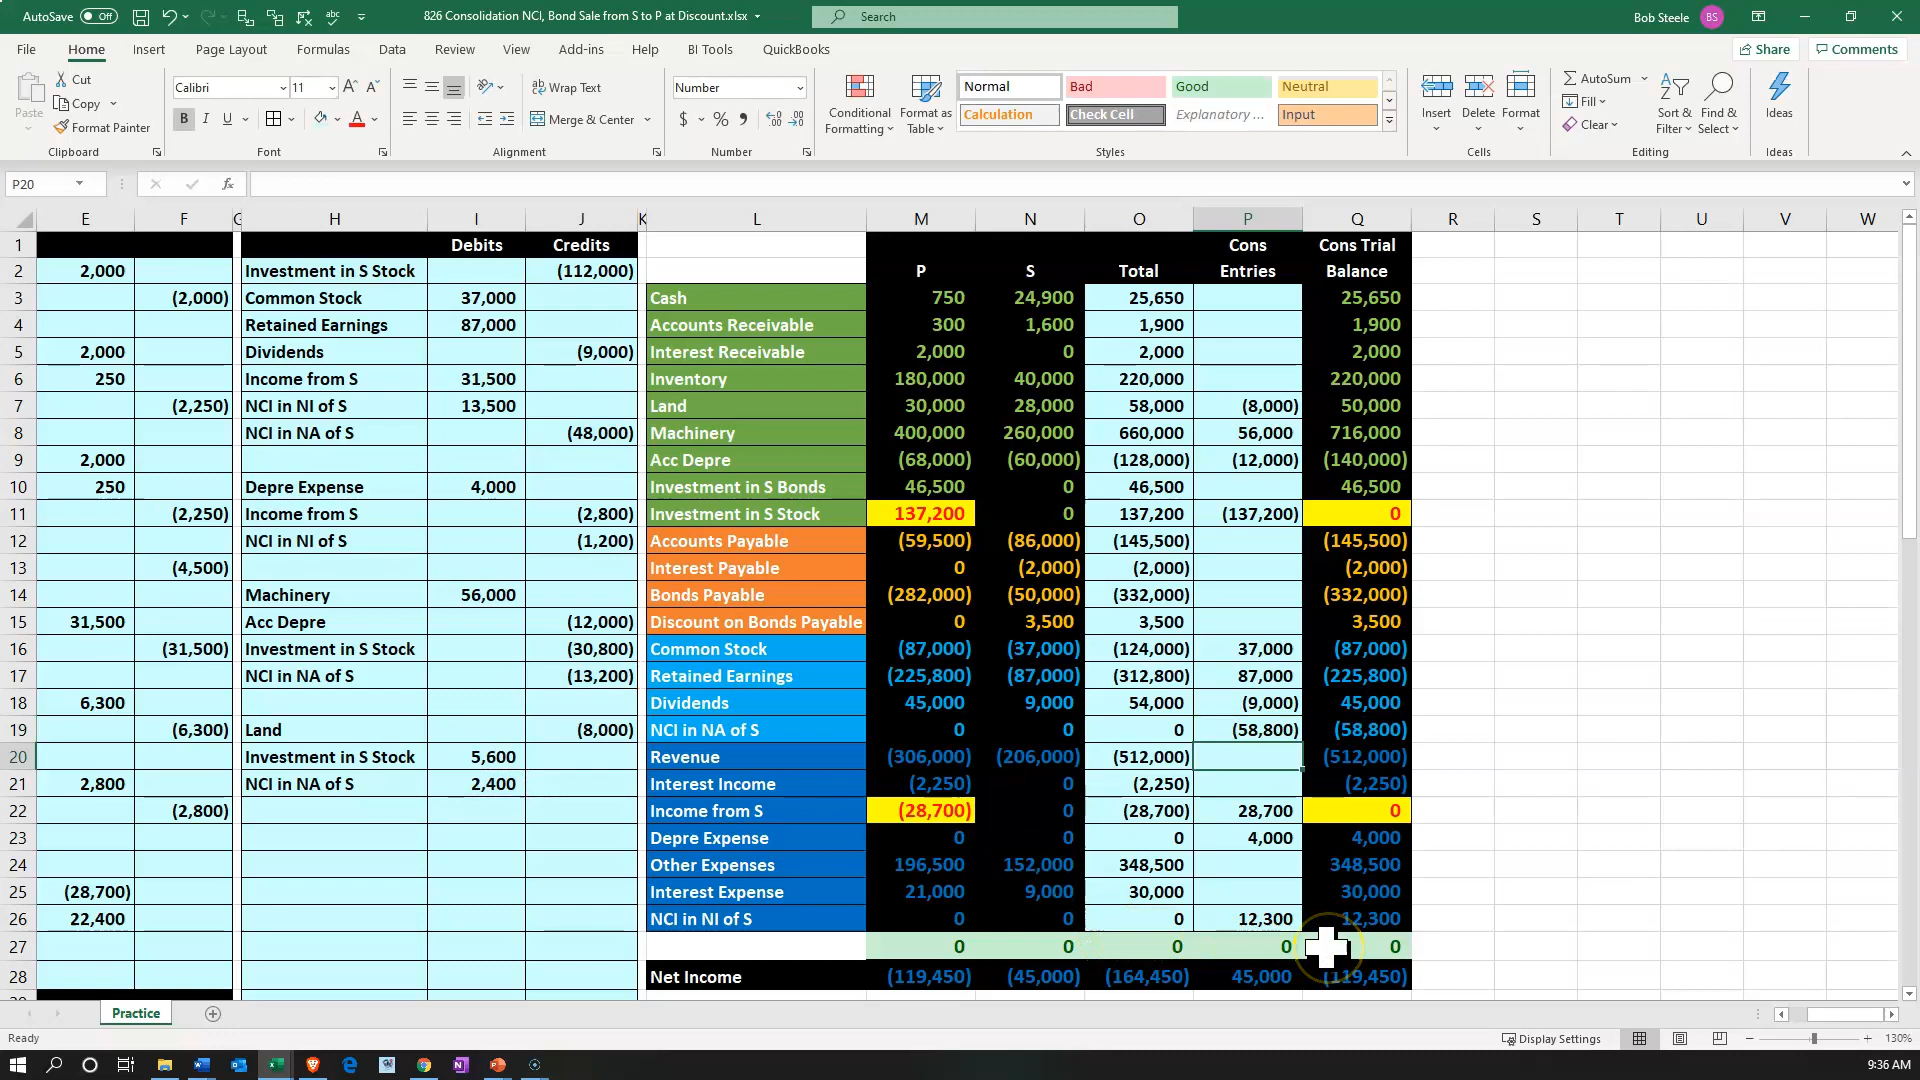 AutoSave Off 826 Consolidation NCI, Bond Sale from S to P at Discount.xlsx Search Bob Steele BS
File Home Insert Page Layout Formulas Data Review View Add-ins Help BI Tools QuickBooks Share Comments
Paste Cut Copy Format Painter Clipboard
Calibri 11 B I U A Font
Wrap Text Merge & Center Alignment
Number $ % Number
Conditional Formatting Format as Table Normal Bad Good Neutral Calculation Check Cell Explanatory ... Input Styles
Insert Delete Format Cells
AutoSum Fill Clear Sort & Filter Find & Select Editing
Ideas Ideas
P20 fx
E F G H I J K L M N O P Q R S T U V W
1 Debits Credits Cons Cons Trial
2 2,000 Investment in S Stock (112,000) P S Total Entries Balance
3 (2,000) Common Stock 37,000 Cash 750 24,900 25,650 25,650
4 Retained Earnings 87,000 Accounts Receivable 300 1,600 1,900 1,900
5 2,000 Dividends (9,000) Interest Receivable 2,000 0 2,000 2,000
6 250 Income from S 31,500 Inventory 180,000 40,000 220,000 220,000
7 (2,250) NCI in NI of S 13,500 Land 30,000 28,000 58,000 (8,000) 50,000
8 NCI in NA of S (48,000) Machinery 400,000 260,000 660,000 56,000 716,000
9 2,000 Acc Depre (68,000) (60,000) (128,000) (12,000) (140,000)
10 250 Depre Expense 4,000 Investment in S Bonds 46,500 0 46,500 46,500
11 (2,250) Income from S (2,800) Investment in S Stock 137,200 0 137,200 (137,200) 0
12 NCI in NI of S (1,200) Accounts Payable (59,500) (86,000) (145,500) (145,500)
13 (4,500) Interest Payable 0 (2,000) (2,000) (2,000)
14 Machinery 56,000 Bonds Payable (282,000) (50,000) (332,000) (332,000)
15 31,500 Acc Depre (12,000) Discount on Bonds Payable 0 3,500 3,500 3,500
16 (31,500) Investment in S Stock (30,800) Common Stock (87,000) (37,000) (124,000) 37,000 (87,000)
17 NCI in NA of S (13,200) Retained Earnings (225,800) (87,000) (312,800) 87,000 (225,800)
18 6,300 Dividends 45,000 9,000 54,000 (9,000) 45,000
19 (6,300) Land (8,000) NCI in NA of S 0 0 0 (58,800) (58,800)
20 Investment in S Stock 5,600 Revenue (306,000) (206,000) (512,000) (512,000)
21 2,800 NCI in NA of S 2,400 Interest Income (2,250) 0 (2,250) (2,250)
22 (2,800) Income from S (28,700) 0 (28,700) 28,700 0
23 Depre Expense 0 0 0 4,000 4,000
24 Other Expenses 196,500 152,000 348,500 348,500
25 (28,700) Interest Expense 21,000 9,000 30,000 30,000
26 22,400 NCI in NI of S 0 0 0 12,300 12,300
27 0 0 0 0 0
28 Net Income (119,450) (45,000) (164,450) 45,000 (119,450)
Practice
Ready Display Settings 130%
9:36 AM